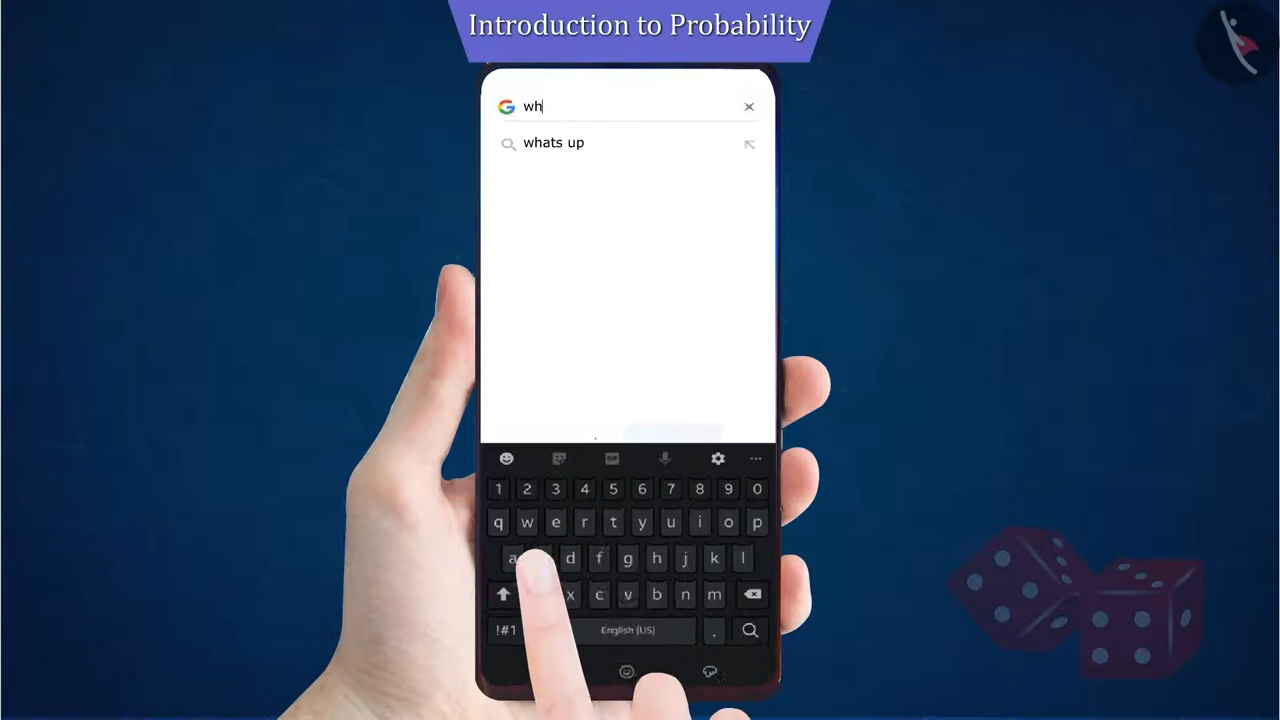 Introduction to Probability
wh
whats up
GIF
1 2 3 4 5 6 7 8 9 0
q w e r t y u i o p
a d f g h j k l
x c v b n m
!#1 English (US) .